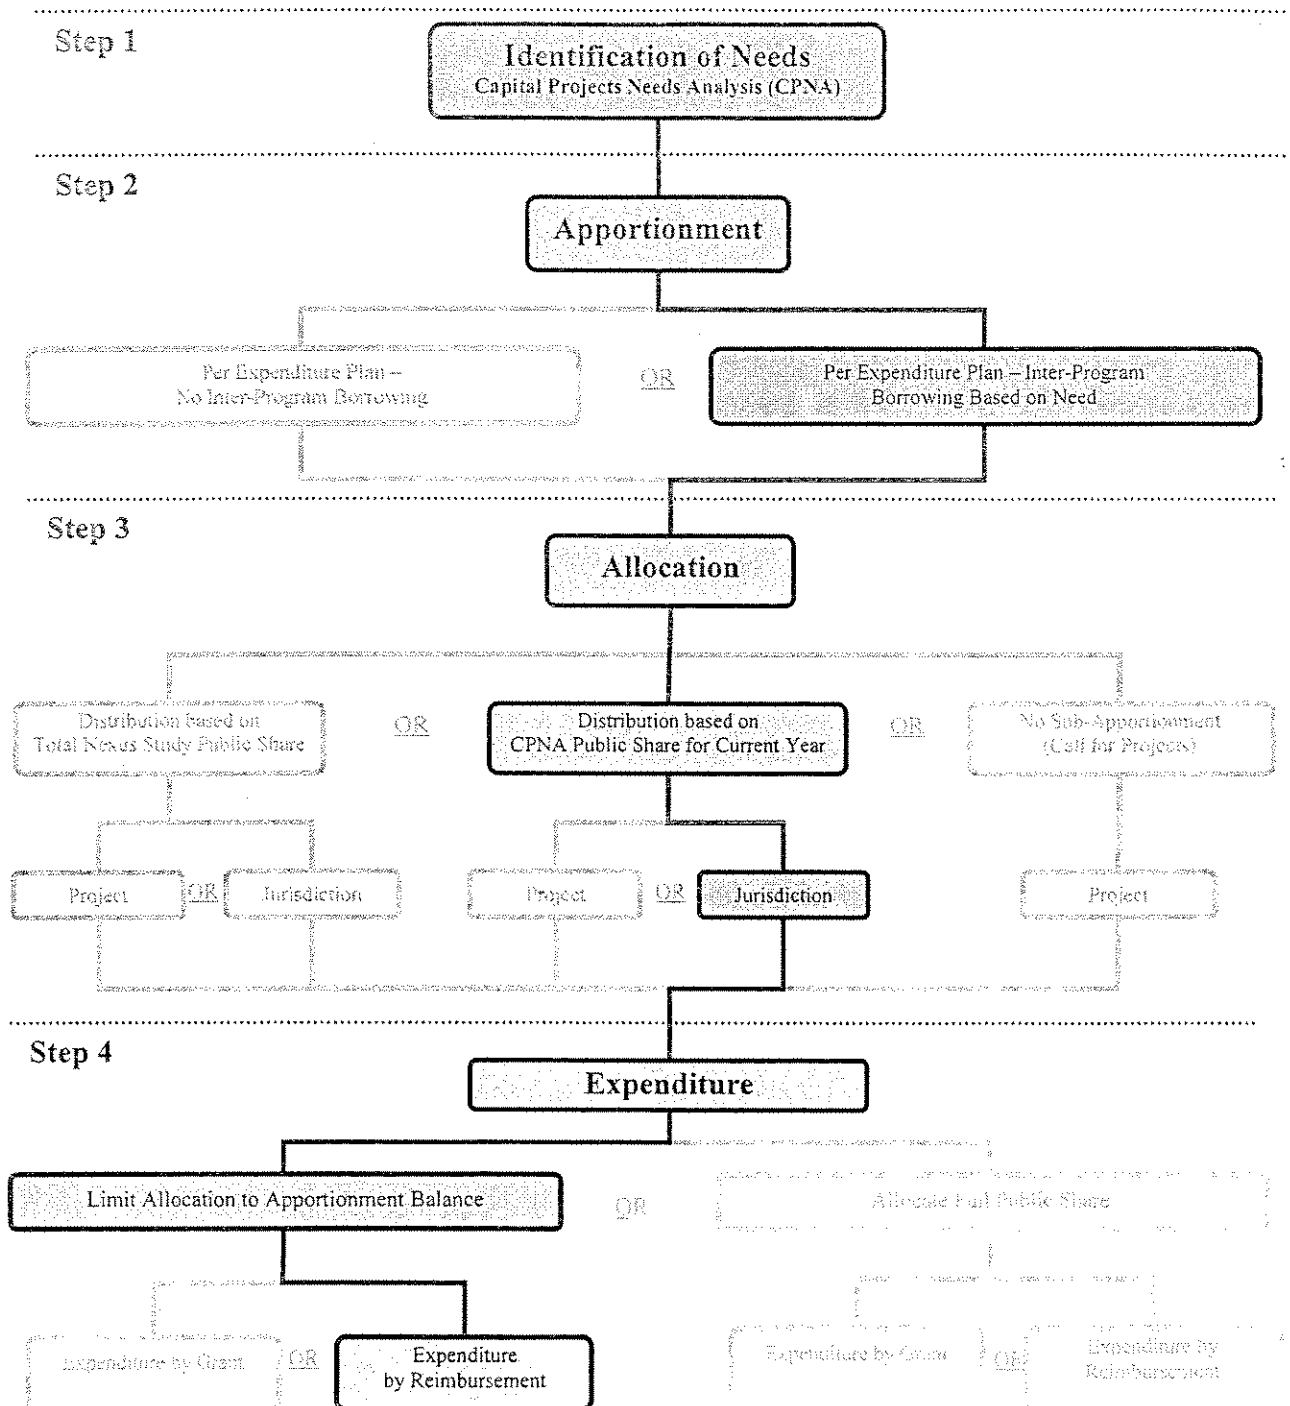 Step 1
Identification of Needs
Capital Projects Needs Analysis (CPNA)
Step 2
Apportionment
Per Expenditure Plan –
No Inter-Program Borrowing
OR
Per Expenditure Plan – Inter-Program
Borrowing Based on Need
Step 3
Allocation
Distribution based on
Total Nexus Study Public Share
OR
Distribution based on
CPNA Public Share for Current Year
OR
No Sub-Apportionment
(Call for Projects)
Project
OR
Jurisdiction
Project
OR
Jurisdiction
Project
Step 4
Expenditure
Limit Allocation to Apportionment Balance
OR
Allocate Full Public Share
Expenditure by Grant
OR
Expenditure
by Reimbursement
Expenditure by Grant
OR
Expenditure by
Reimbursement